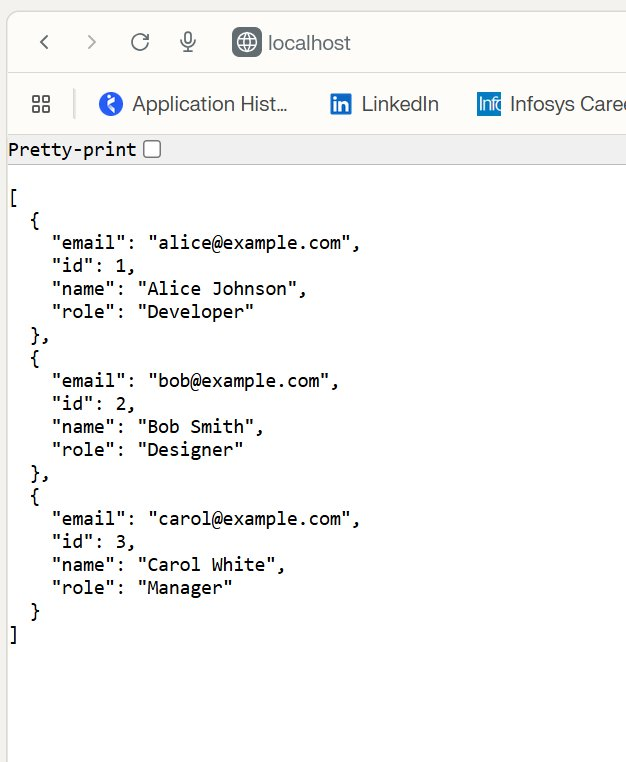 localhost
Application Hist...
LinkedIn
Infosys Caree
Pretty-print
[
  {
    "email": "alice@example.com",
    "id": 1,
    "name": "Alice Johnson",
    "role": "Developer"
  },
  {
    "email": "bob@example.com",
    "id": 2,
    "name": "Bob Smith",
    "role": "Designer"
  },
  {
    "email": "carol@example.com",
    "id": 3,
    "name": "Carol White",
    "role": "Manager"
  }
]